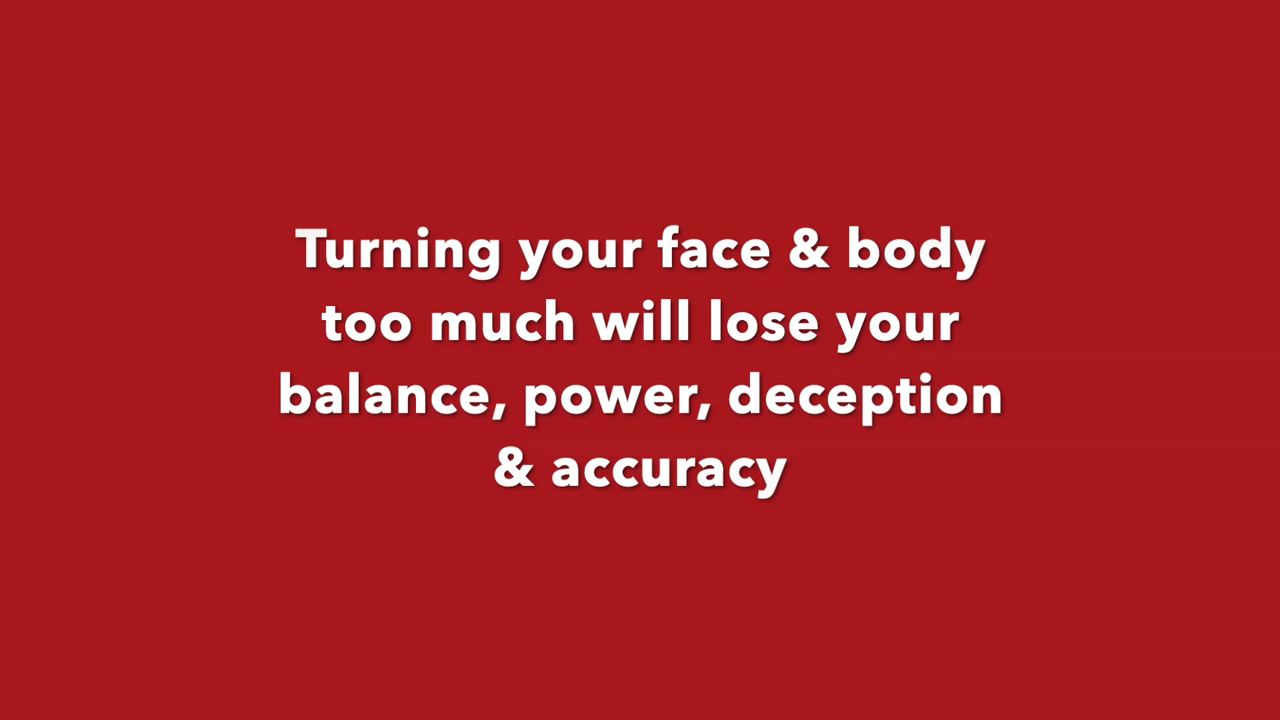 Turning your face & body
too much will lose your
balance, power, deception
& accuracy